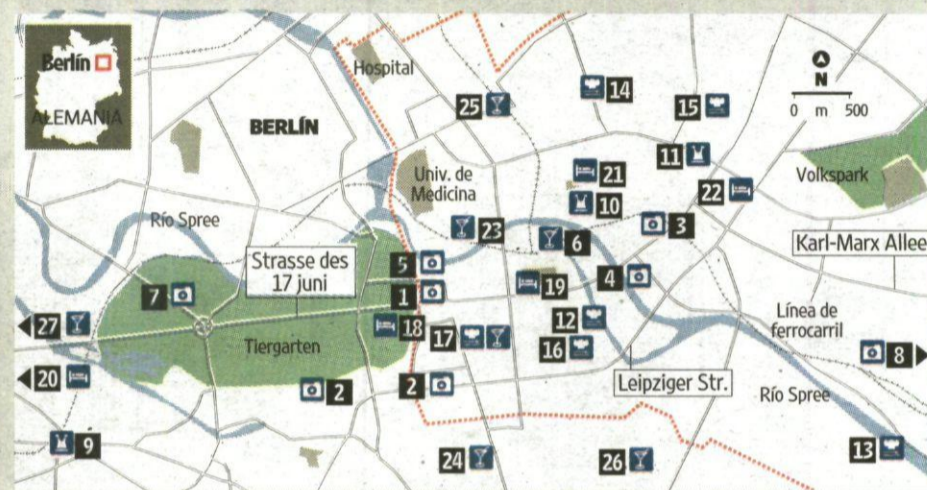 Berlín
ALEMANIA
Hospital
BERLÍN
25
14
15
N
0 m 500
Univ. de
Medicina
21
11
22
Volkspark
10
Río Spree
23
6
3
Karl-Marx Allee
Strasse des
17 juni
5
7
1
19
4
Línea de
ferrocarril
27
18
17
12
Tiergarten
16
8
20
2
2
Leipziger Str.
Río Spree
9
24
26
13